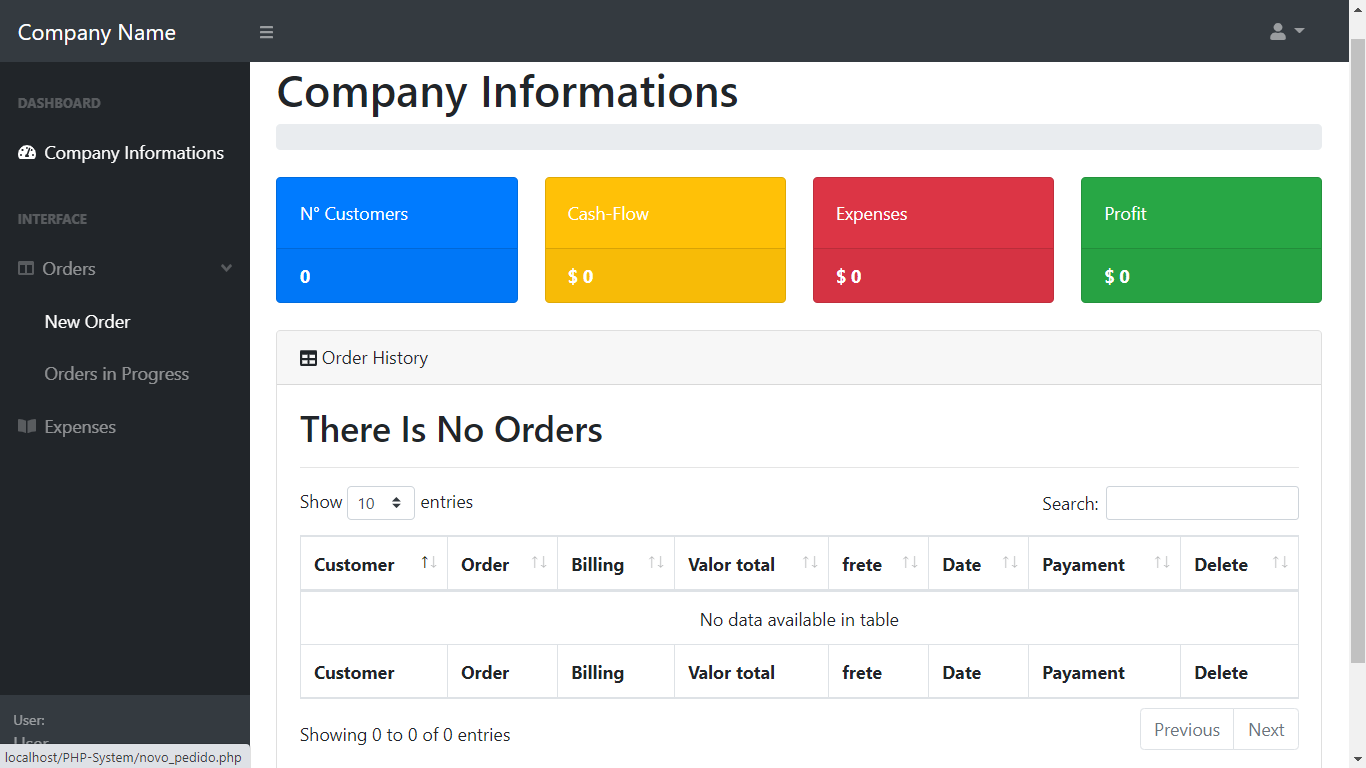 Company Name
DASHBOARD
Company Informations
INTERFACE
Orders
New Order
Orders in Progress
Expenses
User:
User
localhost/PHP-System/novo_pedido.php
Company Informations
N° Customers
0
Cash-Flow
$ 0
Expenses
$ 0
Profit
$ 0
Order History
There Is No Orders
Show 10 entries
Search:
Customer Order Billing Valor total frete Date Payament Delete
No data available in table
Customer Order Billing Valor total frete Date Payament Delete
Showing 0 to 0 of 0 entries
Previous Next